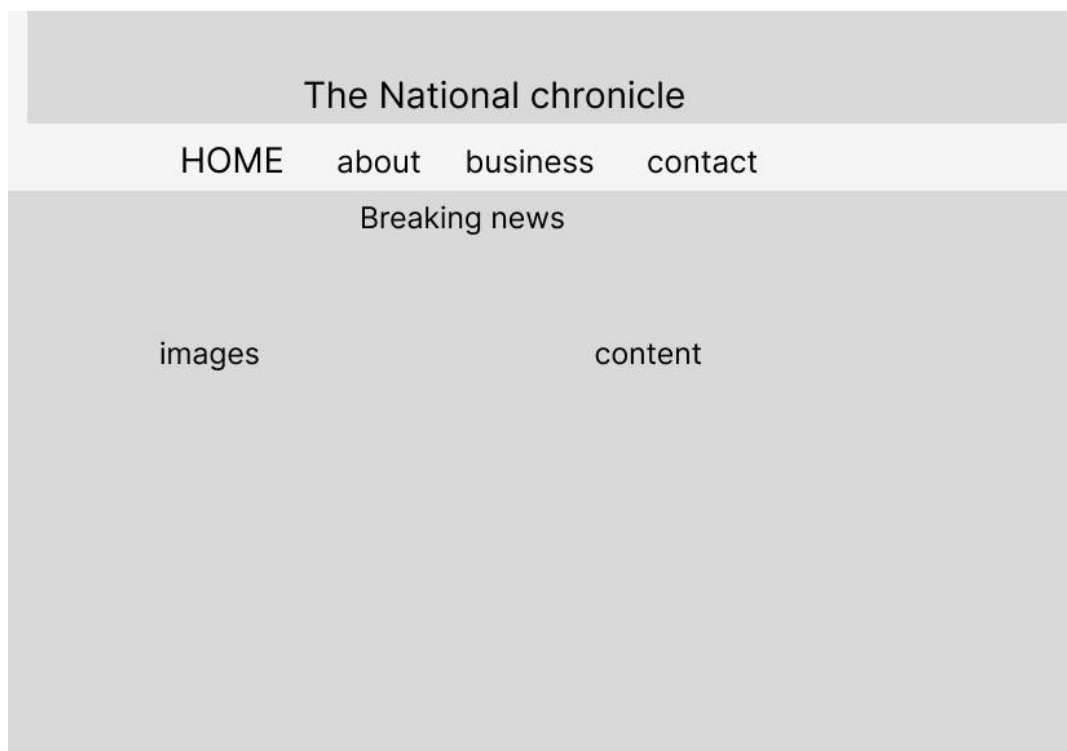 The National chronicle
HOME about business contact
Breaking news
images content